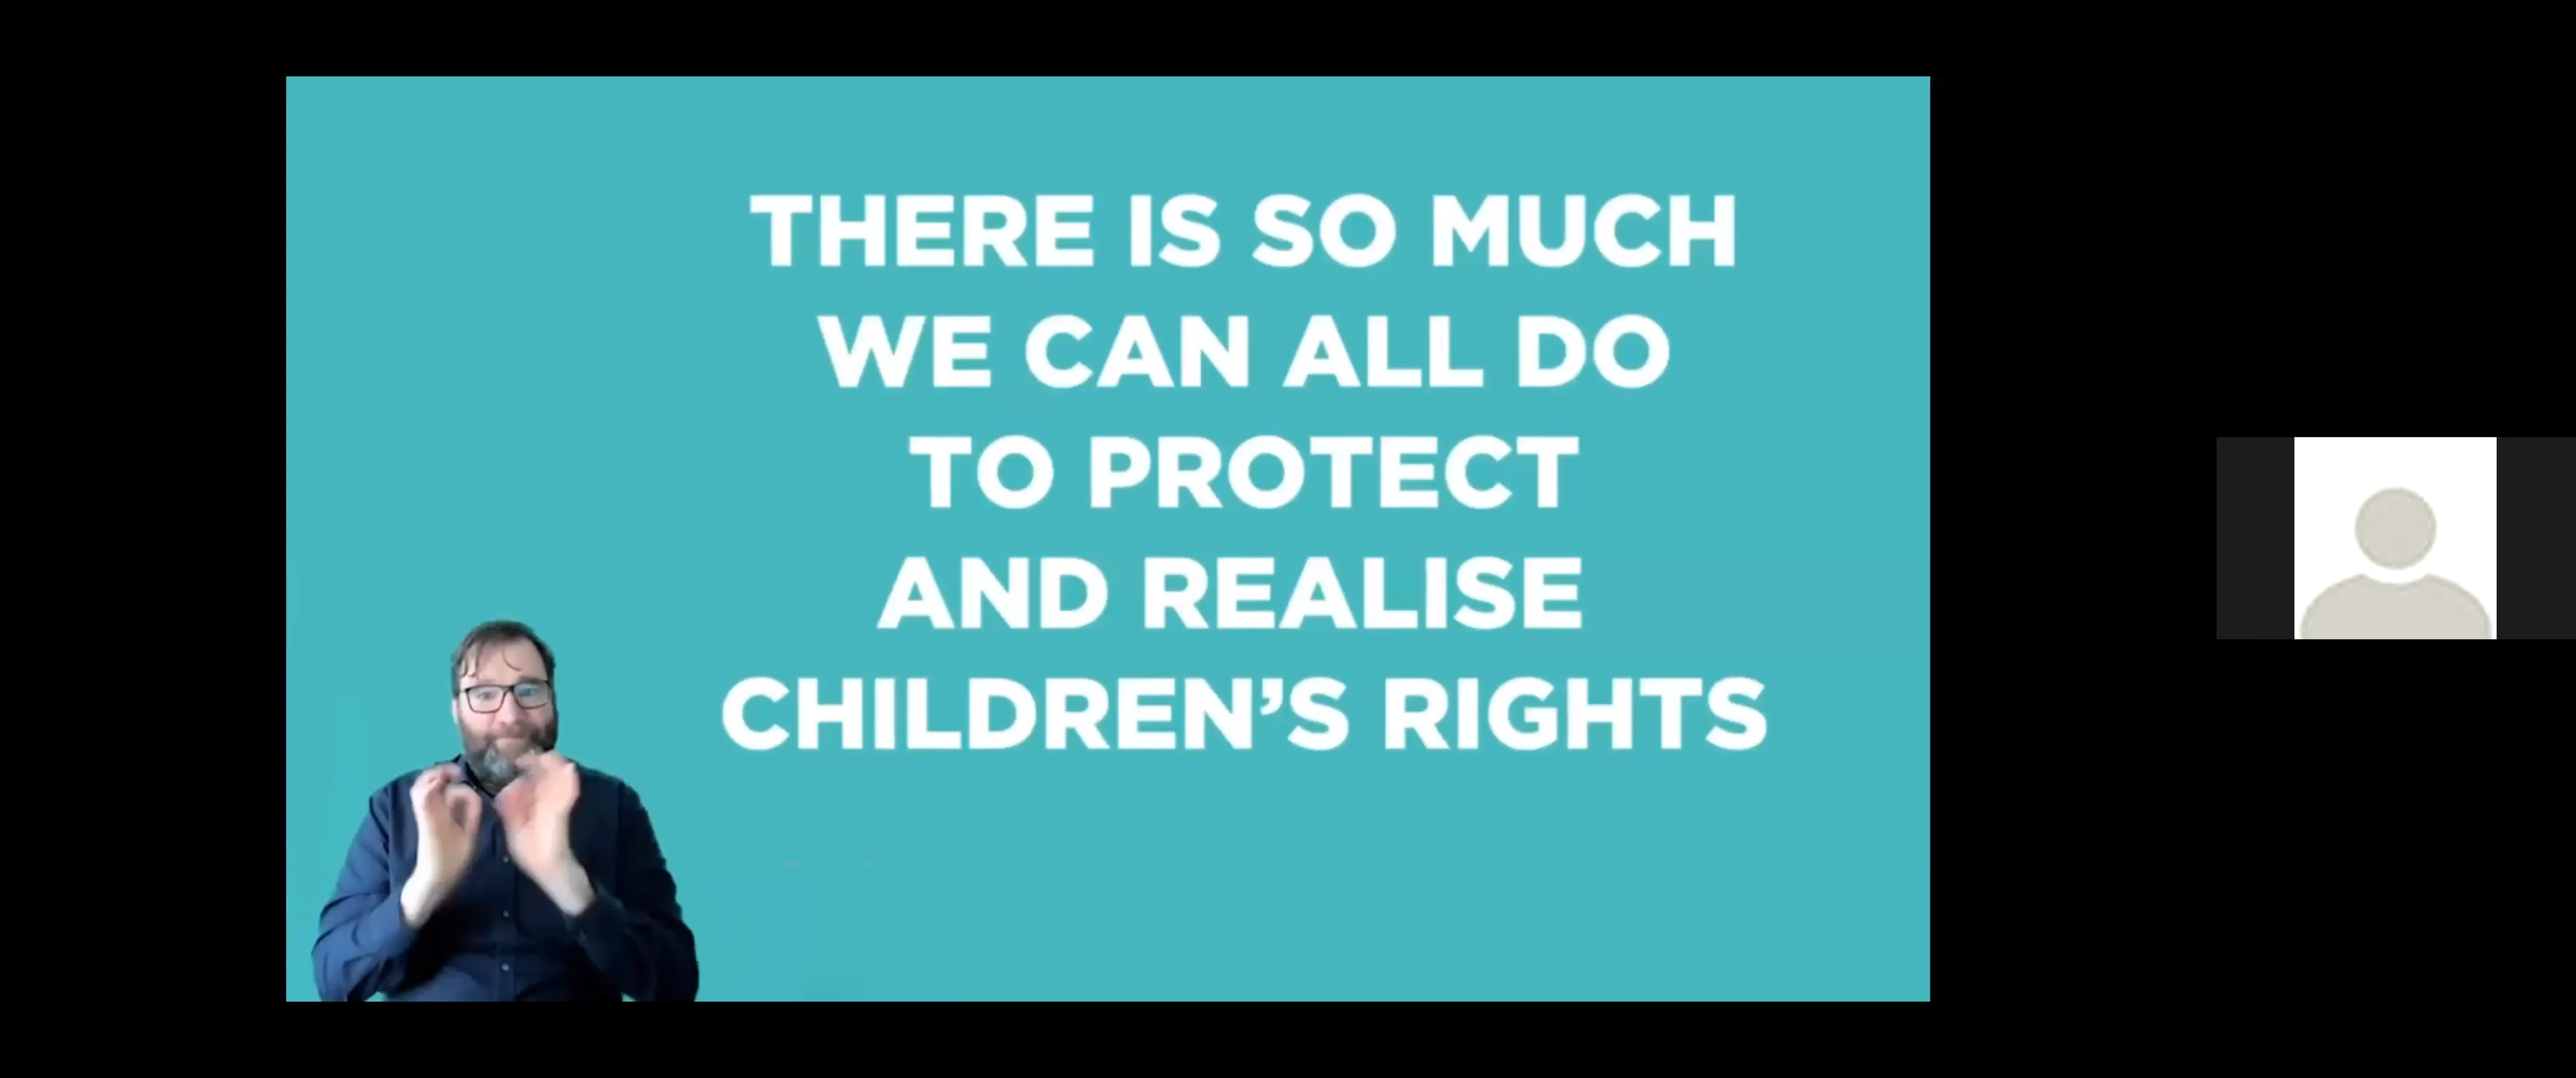 THERE IS SO MUCH
WE CAN ALL DO
TO PROTECT
AND REALISE
CHILDREN’S RIGHTS